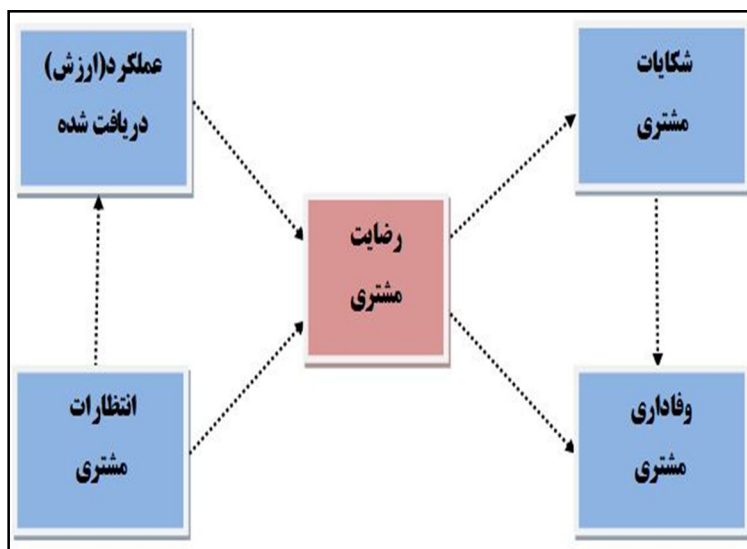 عملکرد(ارزش)
دریافت شده
شکایات
مشتری
رضایت
مشتری
انتظارات
مشتری
وفاداری
مشتری